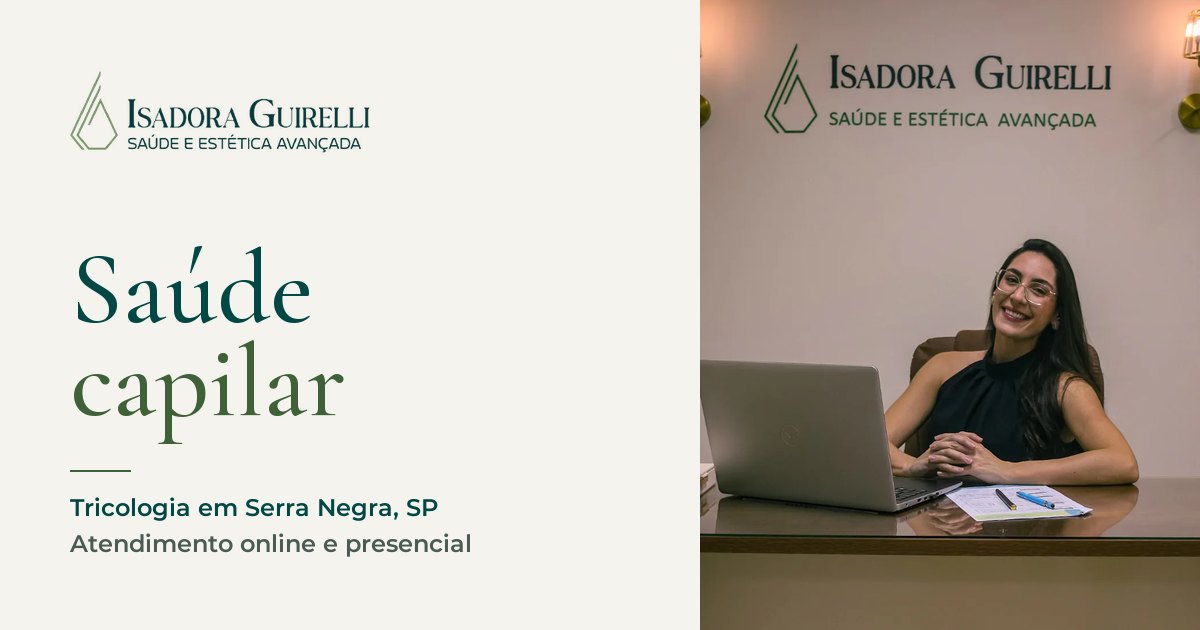 Isadora Guirelli
SAÚDE E ESTÉTICA AVANÇADA
Saúde
capilar
Tricologia em Serra Negra, SP
Atendimento online e presencial
Isadora Guirelli
SAÚDE E ESTÉTICA AVANÇADA